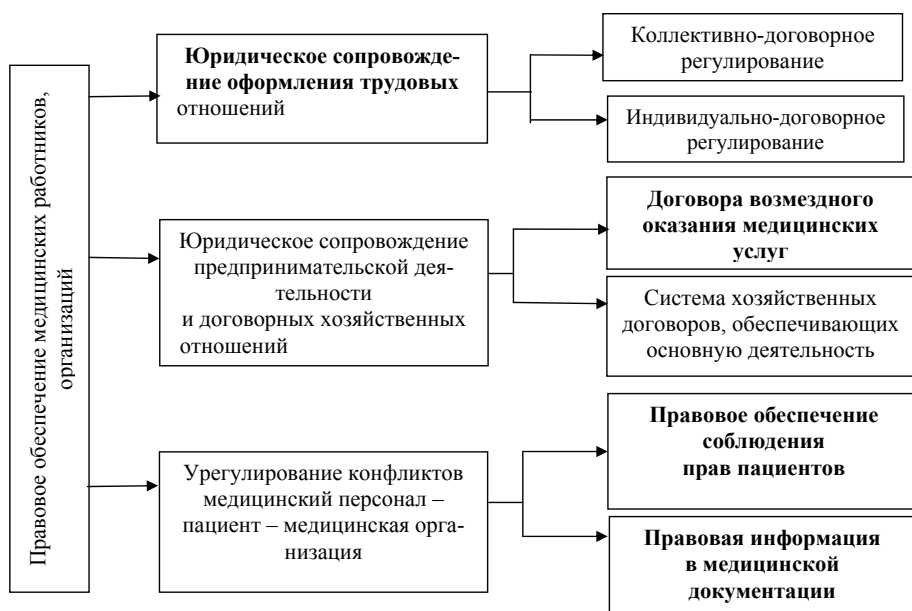 Правовое обеспечение медицинских работников,
организаций
Юридическое сопровожде-
ние оформления трудовых
отношений
Коллективно-договорное
регулирование
Индивидуально-договорное
регулирование
Юридическое сопровождение
предпринимательской дея-
тельности
и договорных хозяйственных
отношений
Договора возмездного
оказания медицинских
услуг
Система хозяйственных
договоров, обеспечивающих
основную деятельность
Урегулирование конфликтов
медицинский персонал –
пациент – медицинская орга-
низация
Правовое обеспечение
соблюдения
прав пациентов
Правовая информация
в медицинской
документации